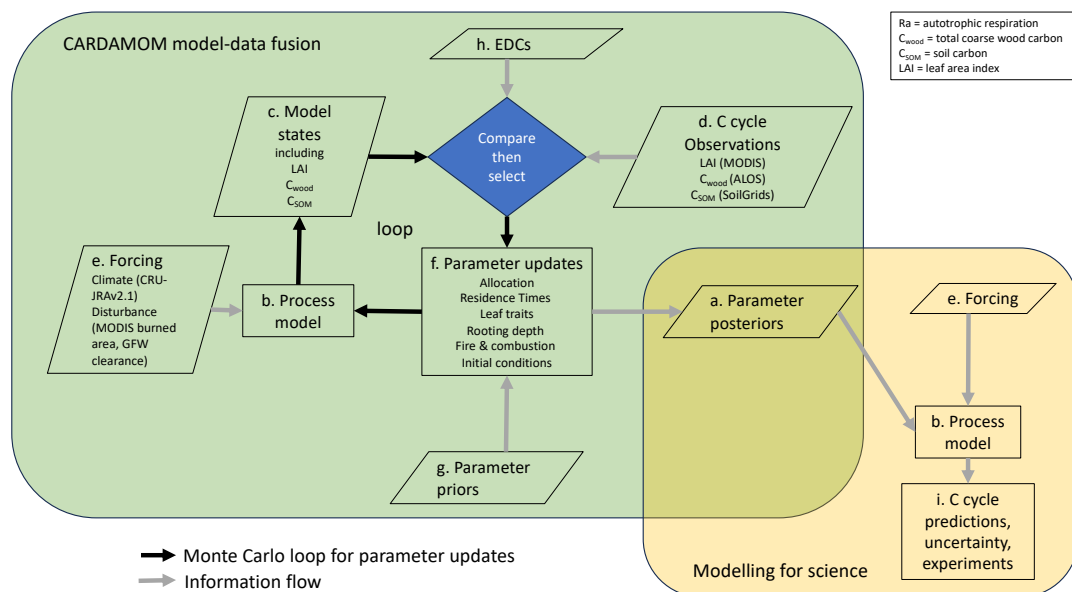 CARDAMOM model-data fusion
h. EDCs
Ra = autotrophic respiration
Cwood = total coarse wood carbon
CSOM = soil carbon
LAI = leaf area index
c. Model
states
including
LAI
Cwood
CSOM
Compare
then
select
d. C cycle
Observations
LAI (MODIS)
Cwood (ALOS)
CSOM (SoilGrids)
loop
e. Forcing
Climate (CRU-
JRAv2.1)
Disturbance
(MODIS burned
area, GFW
clearance)
b. Process
model
f. Parameter updates
Allocation
Residence Times
Leaf traits
Rooting depth
Fire & combustion
Initial conditions
a. Parameter
posteriors
e. Forcing
b. Process
model
g. Parameter
priors
i. C cycle
predictions,
uncertainty,
experiments
Monte Carlo loop for parameter updates
Information flow
Modelling for science